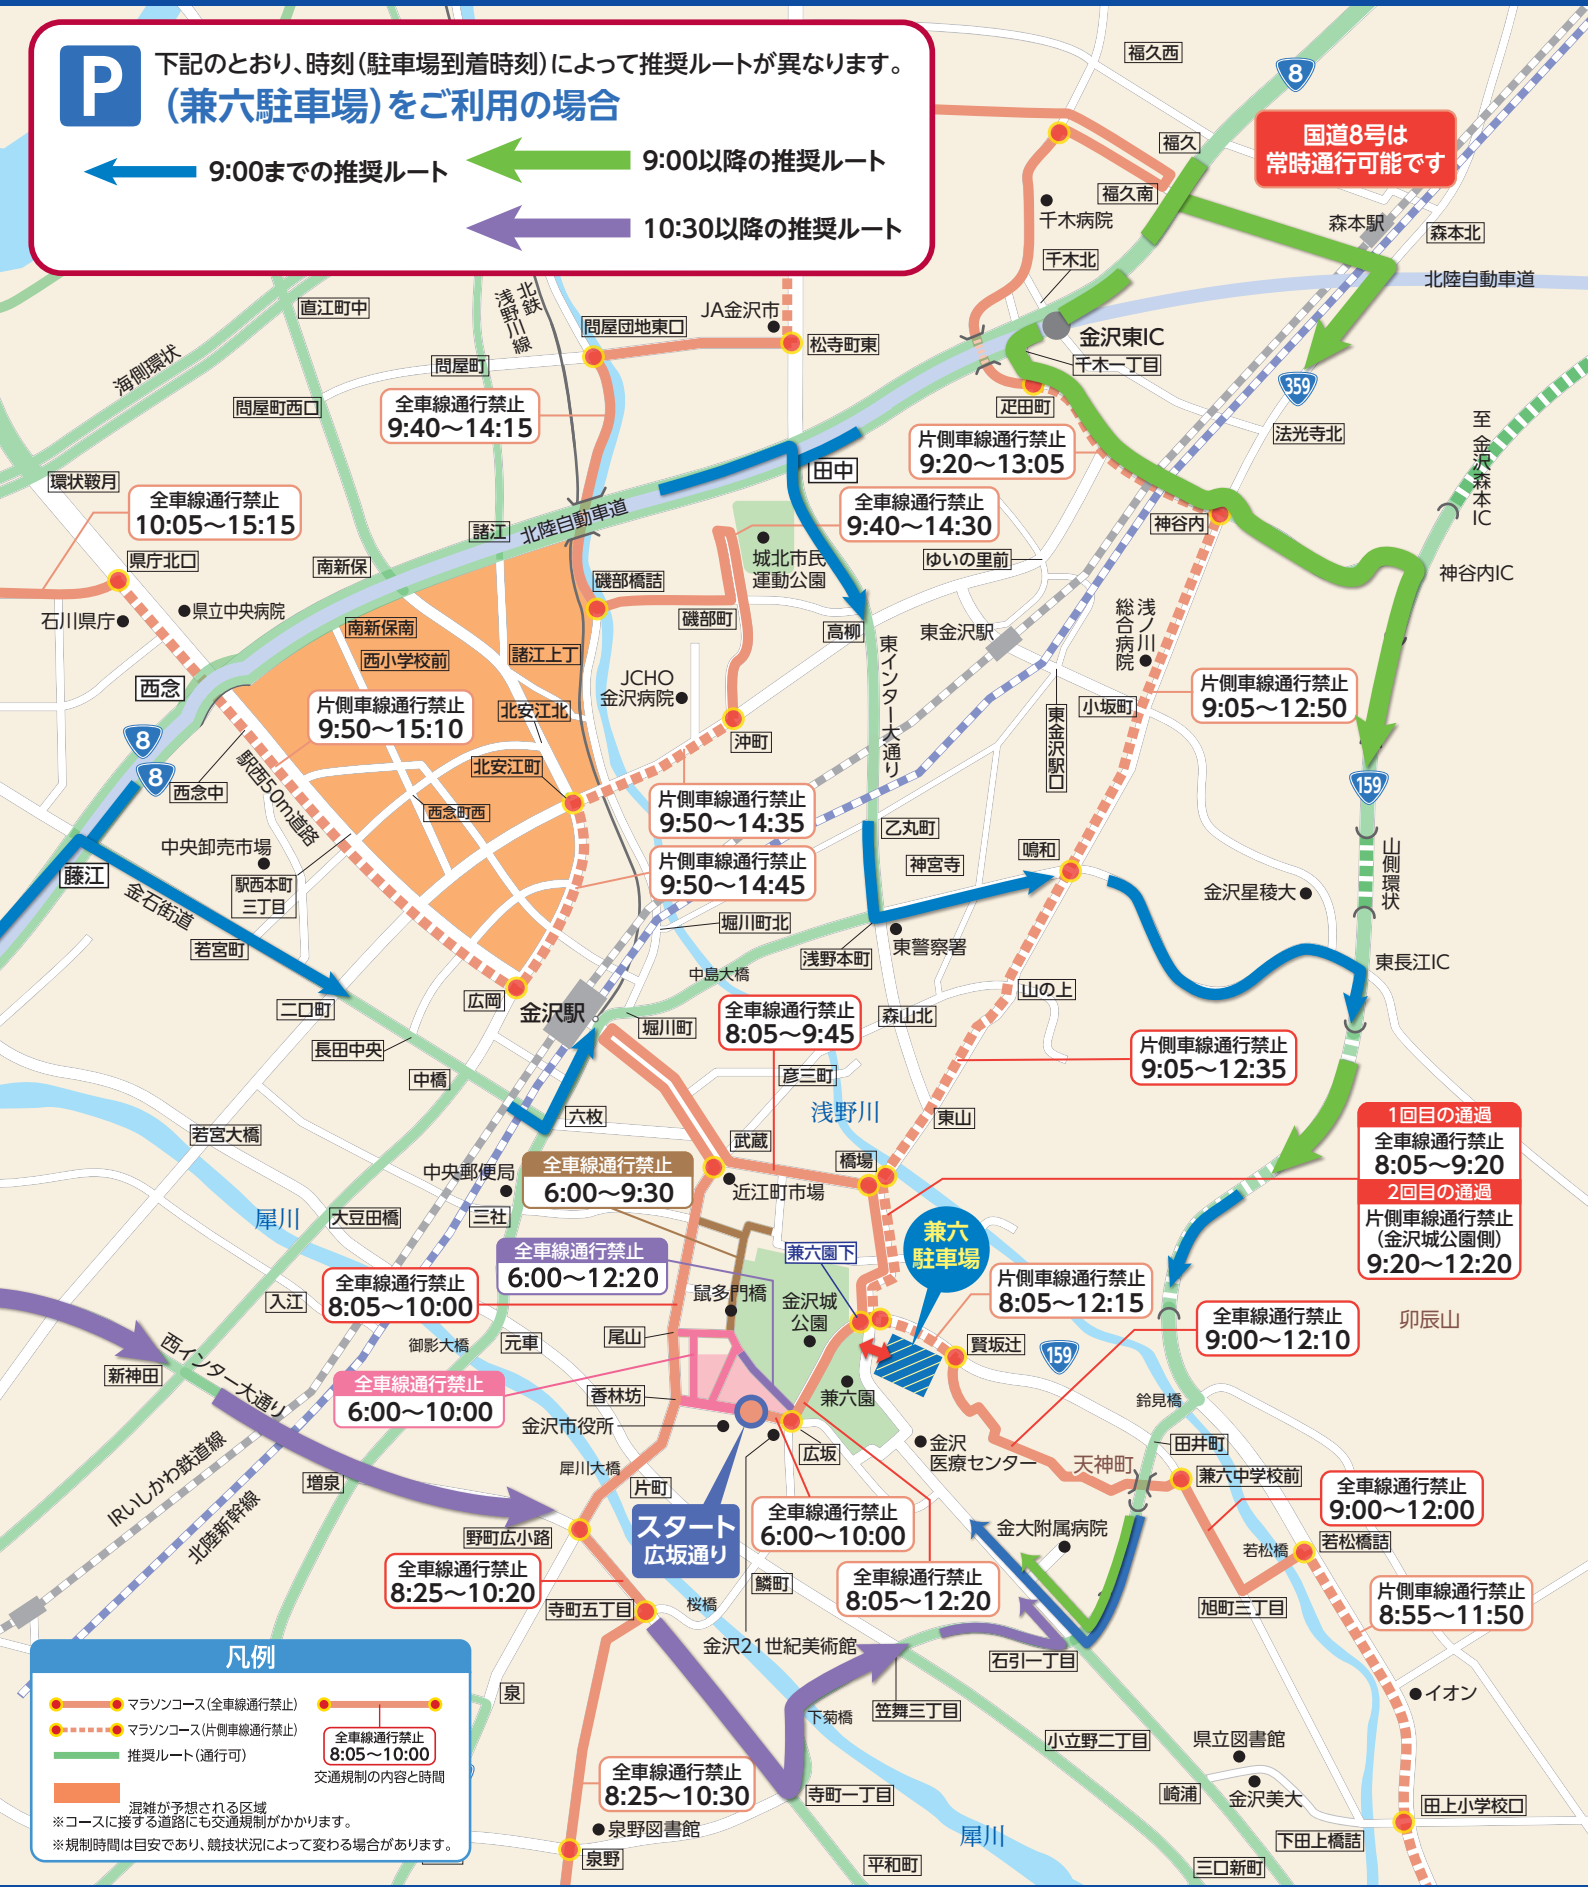 P
下記のとおり、時刻(駐車場到着時刻)によって推奨ルートが異なります。
(兼六駐車場)をご利用の場合
9:00までの推奨ルート
9:00以降の推奨ルート
10:30以降の推奨ルート
福久西
8
国道8号は
常時通行可能です
福久
福久南
千木病院
森本駅
森本北
千木北
北陸自動車道
直江町中
北鉄
浅野川線
問屋団地東口
JA金沢市
松寺町東
金沢東IC
千木一丁目
海側環状
問屋町
問屋町西口
全車線通行禁止
9:40〜14:15
疋田町
359
法光寺北
至 金沢森本IC
片側車線通行禁止
9:20〜13:05
田中
環状鞍月
全車線通行禁止
10:05〜15:15
諸江
北陸自動車道
全車線通行禁止
9:40〜14:30
神谷内
城北市民
運動公園
ゆいの里前
神谷内IC
県庁北口
南新保
磯部橋詰
石川県庁
県立中央病院
磯部町
南新保南
西小学校前
諸江上丁
高柳
東インター大通り
東金沢駅
浅ノ川
総合病院
JCHO
金沢病院
西念
片側車線通行禁止
9:50〜15:10
北安江北
沖町
片側車線通行禁止
9:05〜12:50
小坂町
東金沢駅口
8
8
西念中
駅西50m道路
北安江町
西念町西
159
片側車線通行禁止
9:50〜14:35
乙丸町
神宮寺
鳴和
山側環状
中央卸売市場
藤江
駅西本町
三丁目
金石街道
片側車線通行禁止
9:50〜14:45
金沢星稜大
若宮町
堀川町北
浅野本町
東警察署
東長江IC
中島大橋
広岡
金沢駅
山の上
二口町
堀川町
全車線通行禁止
8:05〜9:45
森山北
長田中央
片側車線通行禁止
9:05〜12:35
中橋
彦三町
浅野川
六枚
東山
若宮大橋
武蔵
橋場
1回目の通過
全車線通行禁止
8:05〜9:20
2回目の通過
片側車線通行禁止
(金沢城公園側)
9:20〜12:20
中央郵便局
全車線通行禁止
6:00〜9:30
近江町市場
犀川
大豆田橋
三社
兼六
駐車場
兼六園下
全車線通行禁止
6:00〜12:20
全車線通行禁止
8:05〜10:00
入江
鼠多門橋
金沢城
公園
片側車線通行禁止
8:05〜12:15
全車線通行禁止
9:00〜12:10
卯辰山
御影大橋
元車
尾山
賢坂辻
159
西インター大通り
新神田
全車線通行禁止
6:00〜10:00
香林坊
兼六園
鈴見橋
金沢市役所
広坂
金沢
医療センター
田井町
天神町
兼六中学校前
IRいしかわ鉄道線
犀川大橋
増泉
片町
北陸新幹線
スタート
広坂通り
全車線通行禁止
6:00〜10:00
全車線通行禁止
9:00〜12:00
野町広小路
金大附属病院
若松橋
若松橋詰
全車線通行禁止
8:25〜10:20
鱗町
全車線通行禁止
8:05〜12:20
片側車線通行禁止
8:55〜11:50
寺町五丁目
桜橋
旭町三丁目
金沢21世紀美術館
石引一丁目
泉
下菊橋
笠舞三丁目
イオン
小立野二丁目
県立図書館
全車線通行禁止
8:25〜10:30
寺町一丁目
崎浦
金沢美大
田上小学校口
泉野図書館
犀川
下田上橋詰
泉野
平和町
三口新町
凡例
マラソンコース(全車線通行禁止)
マラソンコース(片側車線通行禁止)
推奨ルート(通行可)
全車線通行禁止
8:05〜10:00
交通規制の内容と時間
混雑が予想される区域
※コースに接する道路にも交通規制がかかります。
※規制時間は目安であり、競技状況によって変わる場合があります。